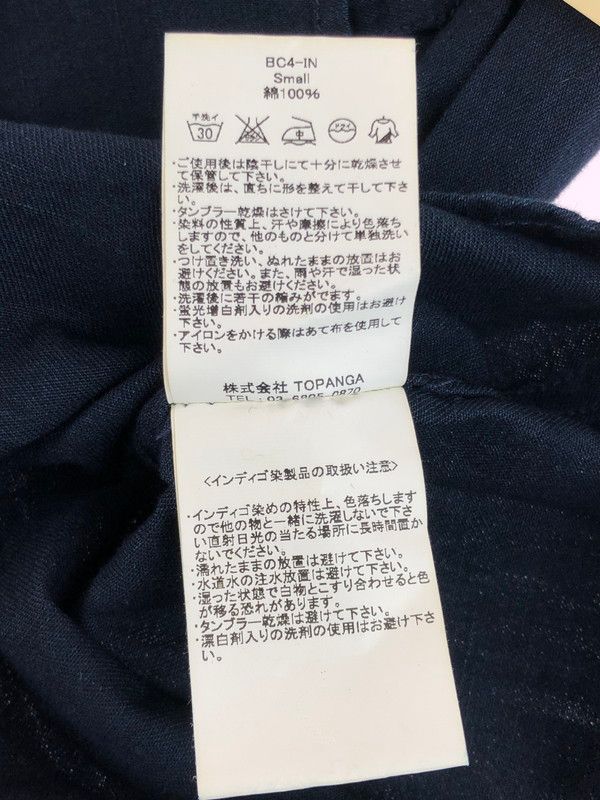 BC4-IN
Small
綿100%
手洗イ
30
中
ドライ
・ご使用後は陰干しにて十分に乾燥させ
て保管して下さい。
・洗濯後は、直ちに形を整えて干して下さ
い。
・タンブラー乾燥はさけて下さい。
・染料の性質上、汗や摩擦により色落ち
しますので、他のものと分けて単独洗い
をしてください。
・つけ置き洗い、ぬれたままの放置はお
避けください。また、雨や汗で湿った状
態の放置もお避けください。
・洗濯後に若干の縮みがでます。
・蛍光増白剤入りの洗剤の使用はお避け
下さい。
・アイロンをかける際はあて布を使用して
下さい。
株式会社 TOPANGA
TEL: 03-6805-0870
<インディゴ染製品の取扱い注意>
・インディゴ染めの特性上、色落ちします
ので他の物と一緒に洗濯しないで下さ
い直射日光の当たる場所に長時間置か
ないでください。
・濡れたままの放置は避けて下さい。
・水道水の注水放置は避けて下さい。
・湿った状態で白物とこすり合わせると色
が移る恐れがあります。
・タンブラー乾燥は避けて下さい。
・漂白剤入りの洗剤の使用はお避け下さ
い。